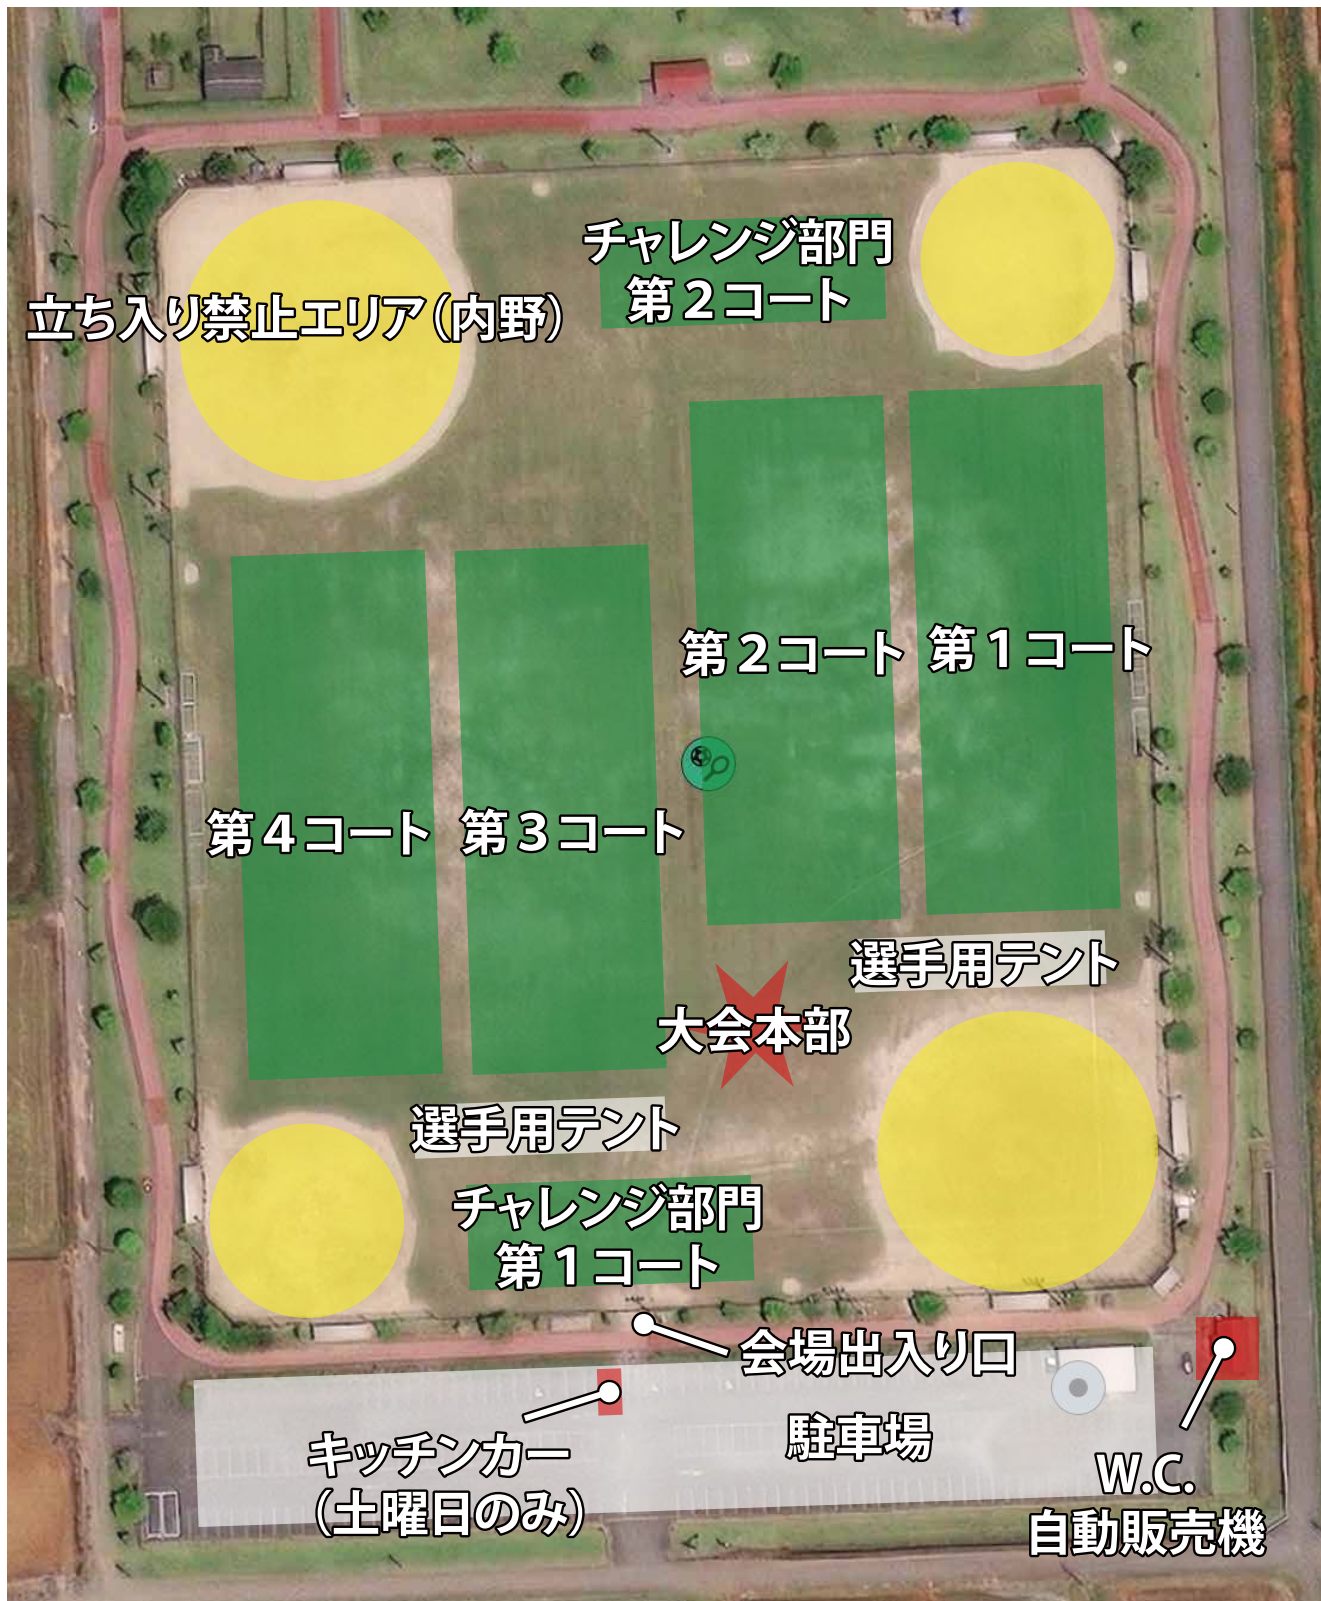 チャレンジ部門
第２コート
立ち入り禁止エリア（内野）
第２コート
第１コート
第４コート
第３コート
選手用テント
大会本部
選手用テント
チャレンジ部門
第１コート
会場出入り口
駐車場
キッチンカー
（土曜日のみ）
W.C.
自動販売機